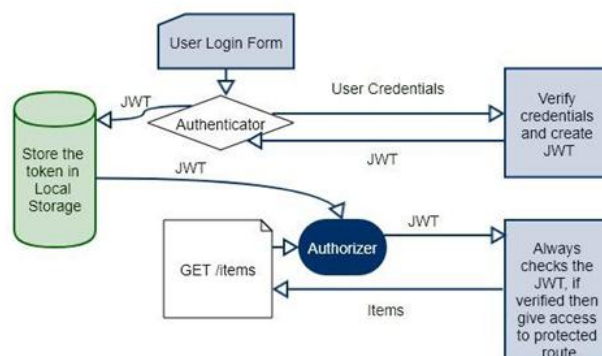 User Login Form
JWT
User Credentials
Authenticator
Verify
credentials
and create
JWT
JWT
Store the
token in
Local
Storage
JWT
GET /items
Authorizer
JWT
Items
Always
checks the
JWT, if
verified then
give access
to protected
route